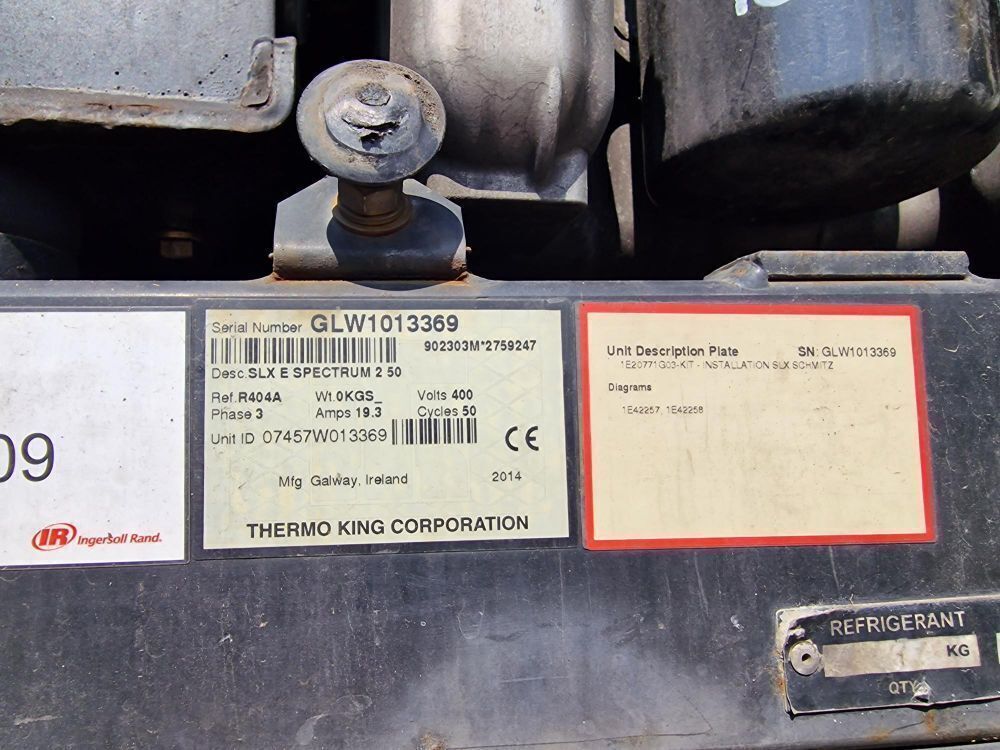 09
IR Ingersoll Rand.
Serial Number GLW1013369
902303M*2759247
Desc. SLX E SPECTRUM 2 50
Ref. R404A Wt. 0KGS_ Volts 400
Phase 3 Amps 19.3 Cycles 50
Unit ID 07457W013369
CE
Mfg Galway, Ireland 2014
THERMO KING CORPORATION
Unit Description Plate SN: GLW1013369
1E20771G03-KIT - INSTALLATION SLX SCHMITZ
Diagrams
1E42257, 1E42258
REFRIGERANT
KG
QTY